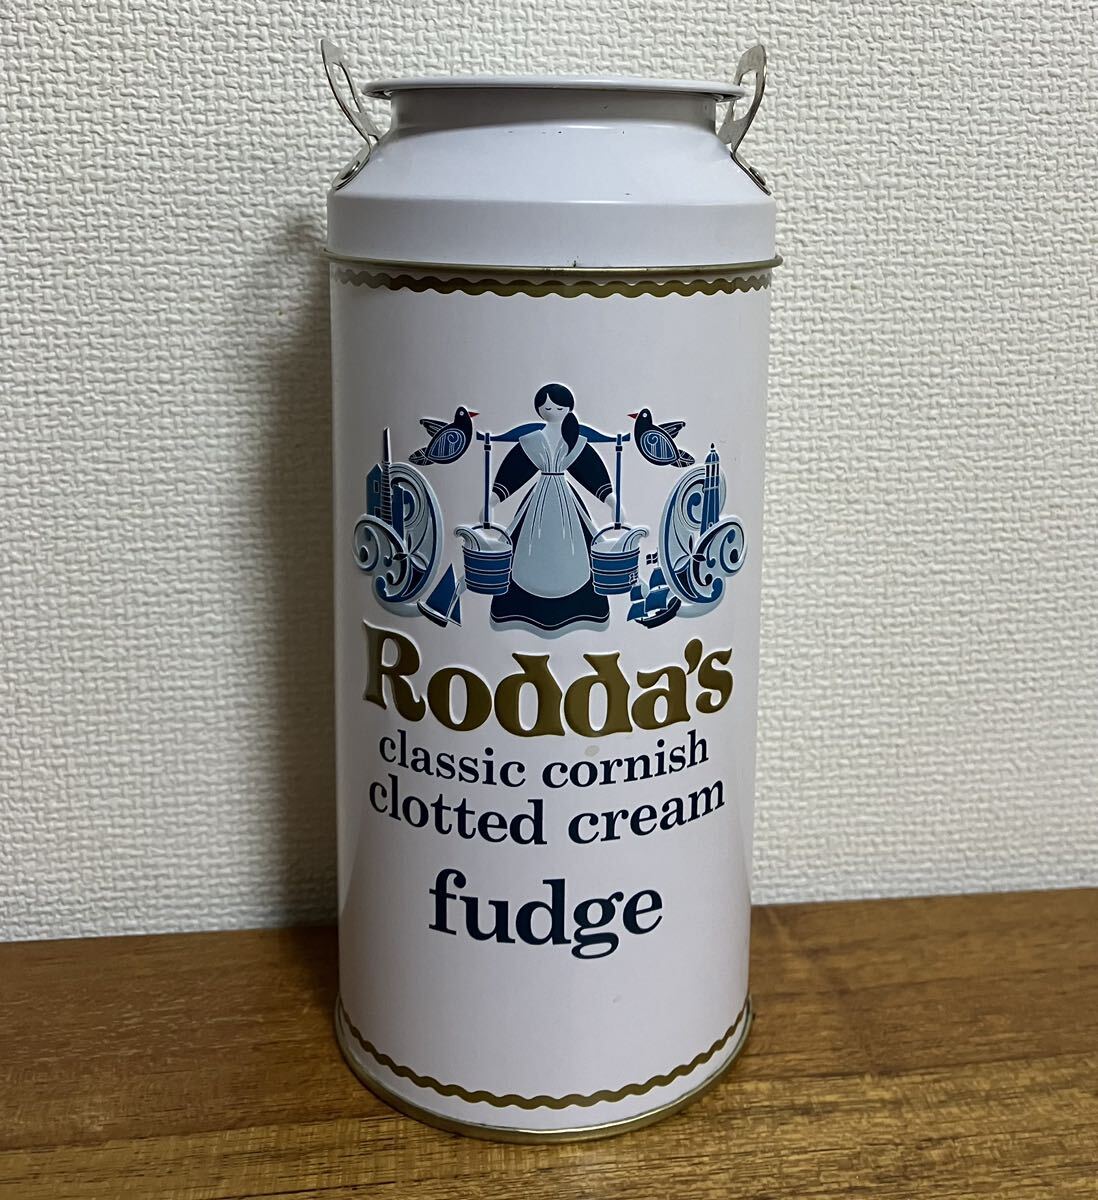 Rodda's
classic cornish
clotted cream
fudge